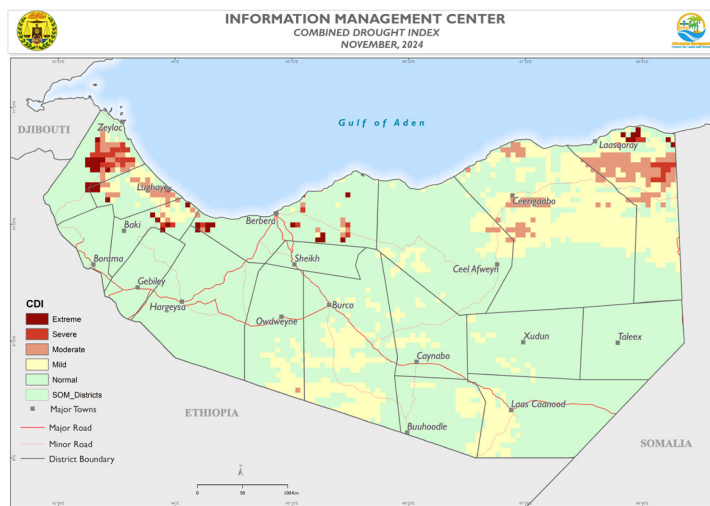 INFORMATION MANAGEMENT CENTER
COMBINED DROUGHT INDEX
NOVEMBER, 2024
DJIBOUTI
Zeylac
Gulf of Aden
Laasqoray
Lughaye
Ceerigaabo
Baki
Berbera
Borama
Sheikh
Ceel Afweyn
Gebiley
Hargeysa
Burco
Owdweyne
Xudun
Taleex
Caynabo
Laas Caanood
Buuhoodle
ETHIOPIA
SOMALIA
CDI
Extreme
Severe
Moderate
Mild
Normal
SOM_Districts
Major Towns
Major Road
Minor Road
District Boundary
0 50 100 Km